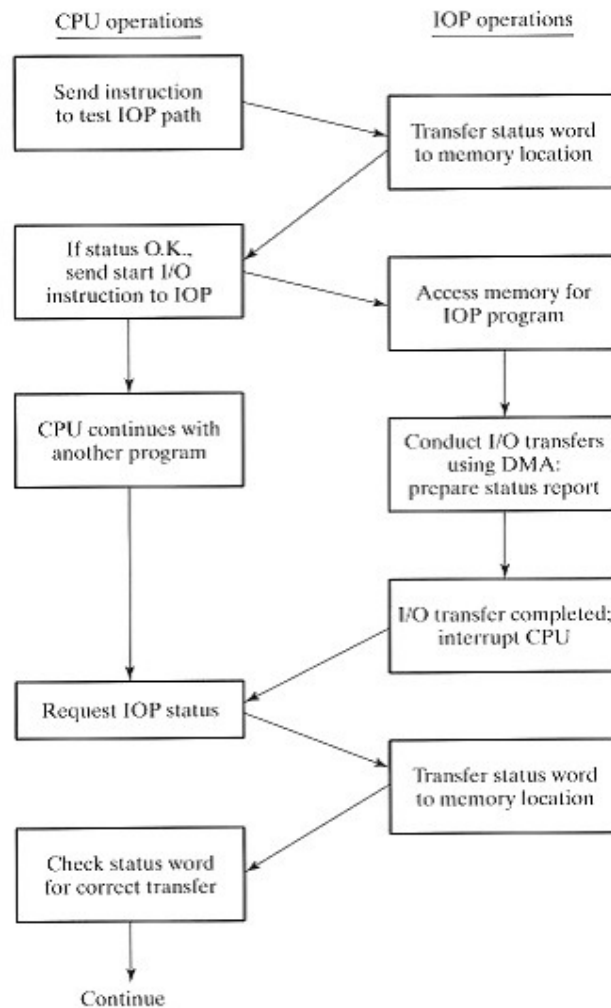 CPU operations
IOP operations
Send instruction
to test IOP path
Transfer status word
to memory location
If status O.K.,
send start I/O
instruction to IOP
Access memory for
IOP program
CPU continues with
another program
Conduct I/O transfers
using DMA:
prepare status report
I/O transfer completed;
interrupt CPU
Request IOP status
Transfer status word
to memory location
Check status word
for correct transfer
Continue